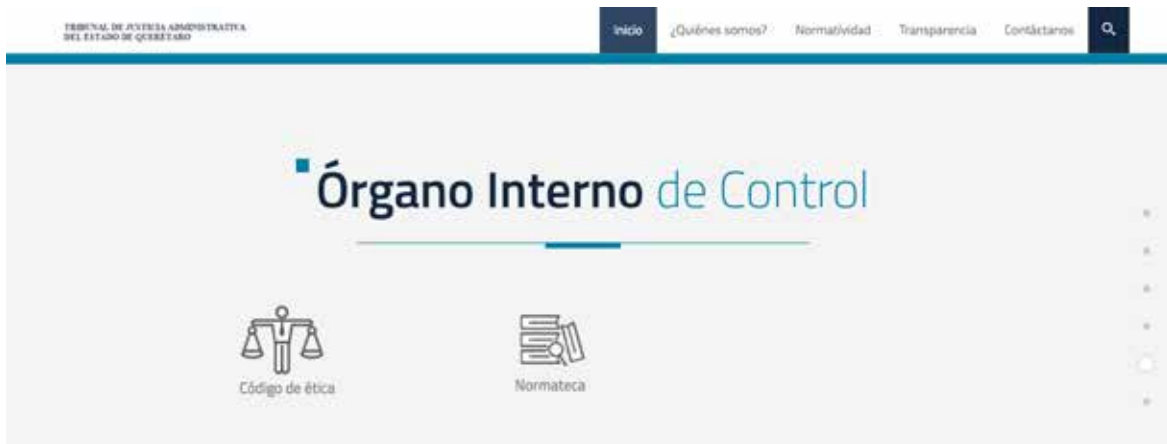 TRIBUNAL DE JUSTICIA ADMINISTRATIVA
DEL ESTADO DE QUERÉTARO
Inicio ¿Quiénes somos? Normatividad Transparencia Contáctanos
Órgano Interno de Control
Código de ética Normateca